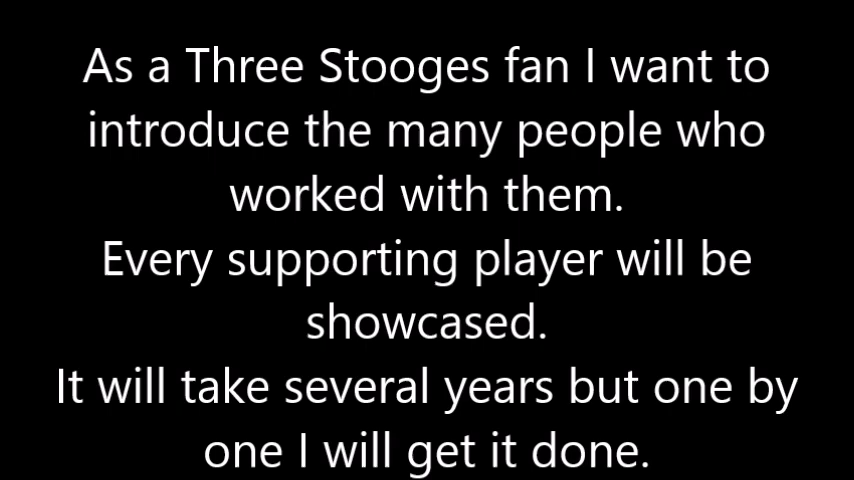 As a Three Stooges fan I want to
introduce the many people who
worked with them.
Every supporting player will be
showcased.
It will take several years but one by
one I will get it done.